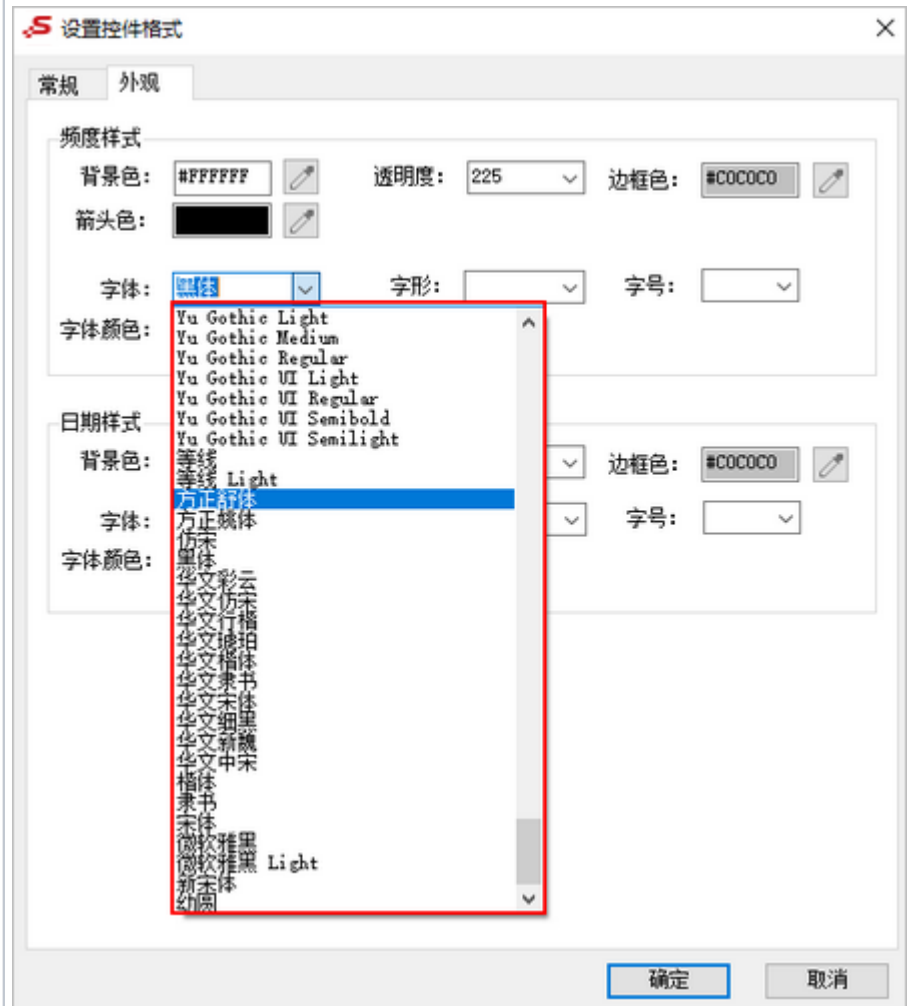 设置控件格式
常规 外观
频度样式
背景色： #FFFFFF 透明度： 225 边框色： #C0C0C0
箭头色：
字体： 黑体 字形： 字号：
字体颜色：
Yu Gothic Light
Yu Gothic Medium
Yu Gothic Regular
Yu Gothic UI Light
Yu Gothic UI Regular
Yu Gothic UI Semibold
Yu Gothic UI Semilight
等线
等线 Light
方正舒体
方正姚体
仿宋
黑体
华文彩云
华文仿宋
华文行楷
华文琥珀
华文楷体
华文隶书
华文宋体
华文细黑
华文新魏
华文中宋
楷体
隶书
宋体
微软雅黑
微软雅黑 Light
新宋体
幼圆
日期样式
背景色： 边框色： #C0C0C0
字体： 字号：
字体颜色：
确定 取消